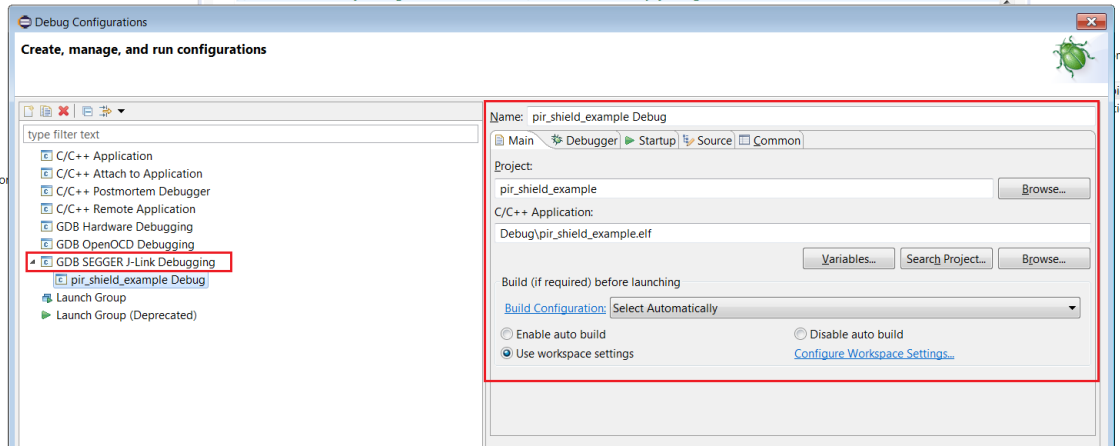 Debug Configurations
Create, manage, and run configurations
type filter text
C/C++ Application
C/C++ Attach to Application
C/C++ Postmortem Debugger
C/C++ Remote Application
GDB Hardware Debugging
GDB OpenOCD Debugging
GDB SEGGER J-Link Debugging
pir_shield_example Debug
Launch Group
Launch Group (Deprecated)
Name: pir_shield_example Debug
Main Debugger Startup Source Common
Project:
pir_shield_example Browse...
C/C++ Application:
Debug\pir_shield_example.elf
Variables... Search Project... Browse...
Build (if required) before launching
Build Configuration: Select Automatically
Enable auto build Disable auto build
Use workspace settings Configure Workspace Settings...